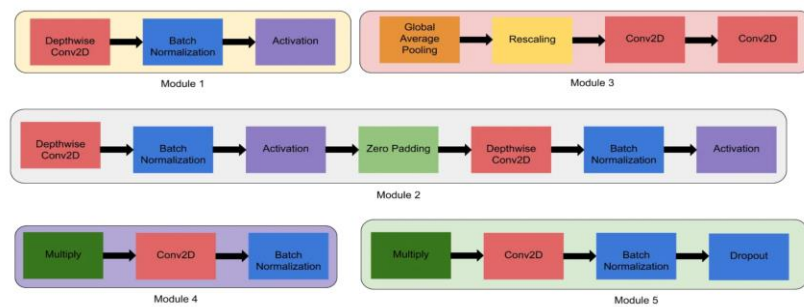 Depthwise
Conv2D
Batch
Normalization
Activation
Module 1
Global
Average
Pooling
Rescaling
Conv2D
Conv2D
Module 3
Depthwise
Conv2D
Batch
Normalization
Activation
Zero Padding
Depthwise
Conv2D
Batch
Normalization
Activation
Module 2
Multiply
Conv2D
Batch
Normalization
Module 4
Multiply
Conv2D
Batch
Normalization
Dropout
Module 5